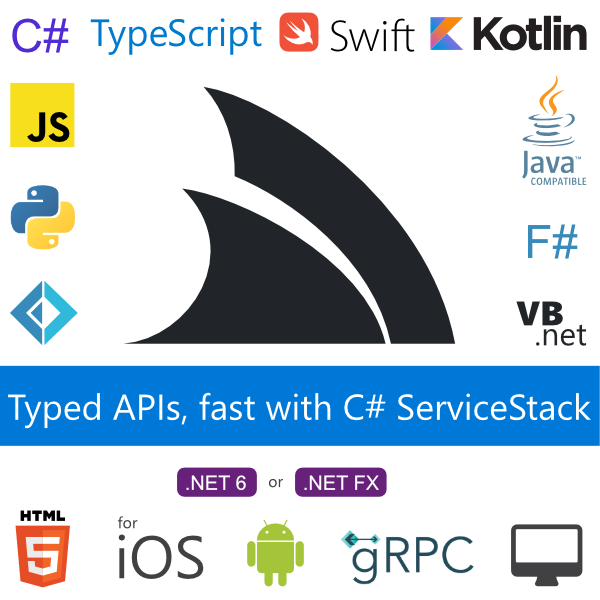 C# TypeScript Swift Kotlin
JS
Java™
COMPATIBLE
F#
VB
.net
Typed APIs, fast with C# ServiceStack
.NET 6 or .NET FX
HTML
5
for
iOS
gRPC